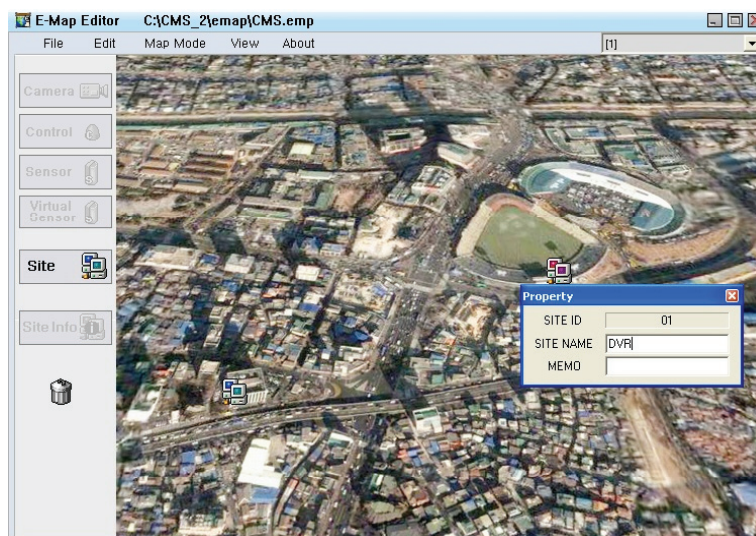 E-Map Editor C:\CMS_2\emap\CMS.emp
File Edit Map Mode View About [1]
Camera
Control
Sensor
Virtual
Sensor
Site
Site Info
Property
SITE ID 01
SITE NAME DVR
MEMO